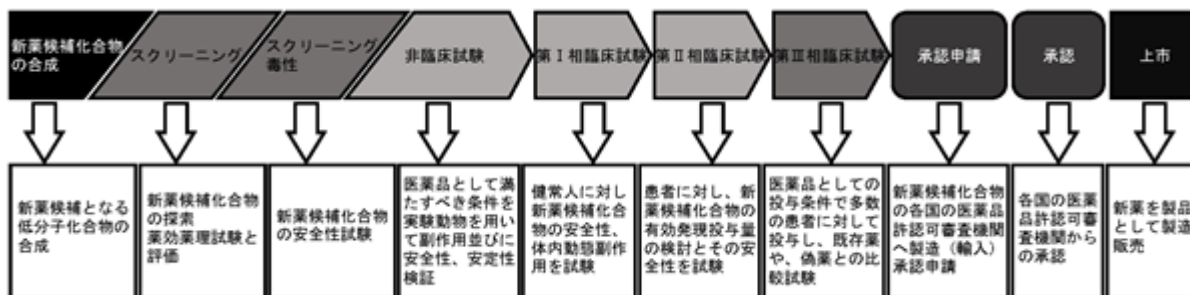 新薬候補化合物
の合成
スクリーニング
スクリーニング
毒性
非臨床試験
第Ⅰ相臨床試験
第Ⅱ相臨床試験
第Ⅲ相臨床試験
承認申請
承認
上市
新薬候補となる
低分子化合物の
合成
新薬候補化合物
の探索
薬効薬理試験と
評価
新薬候補化合物
の安全性試験
医薬品として満
たすべき条件を
実験動物を用い
て副作用並びに
安全性、安定性
検証
健常人に対し
新薬候補化合
物の安全性、
体内動態副作
用を試験
患者に対し、新
薬候補化合物の
有効発現投与量
の検討とその安
全性を試験
医薬品としての
投与条件で多数
の患者に対して
投与し、既存薬
や、偽薬との比
較試験
新薬候補化合物
の各国の医薬品
許認可審査機関
へ製造（輸入）
承認申請
各国の医薬
品許認可審
査機関から
の承認
新薬を製品
として製造
販売